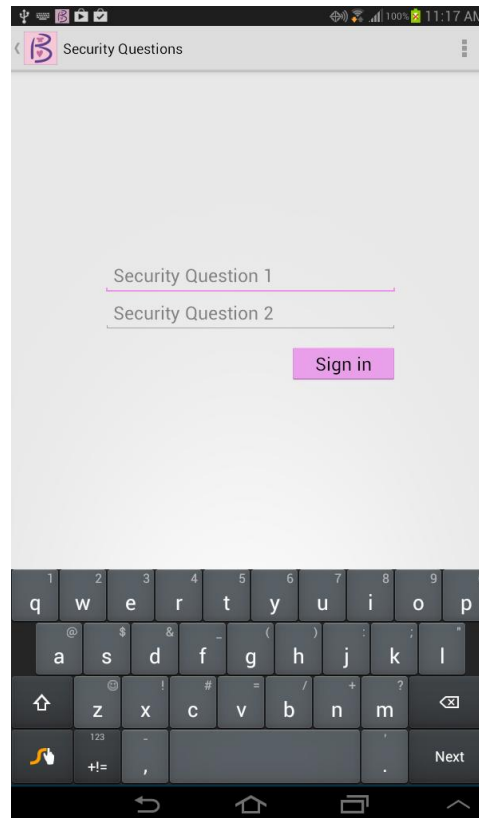 100% 11:17 AM
Security Questions
Security Question 1
Security Question 2
Sign in
1 2 3 4 5 6 7 8 9
q w e r t y u i o p
@ $ & _ ( ) : ; "
a s d f g h j k l
! # = / + ?
z x c v b n m
123 - '
+!= , . Next